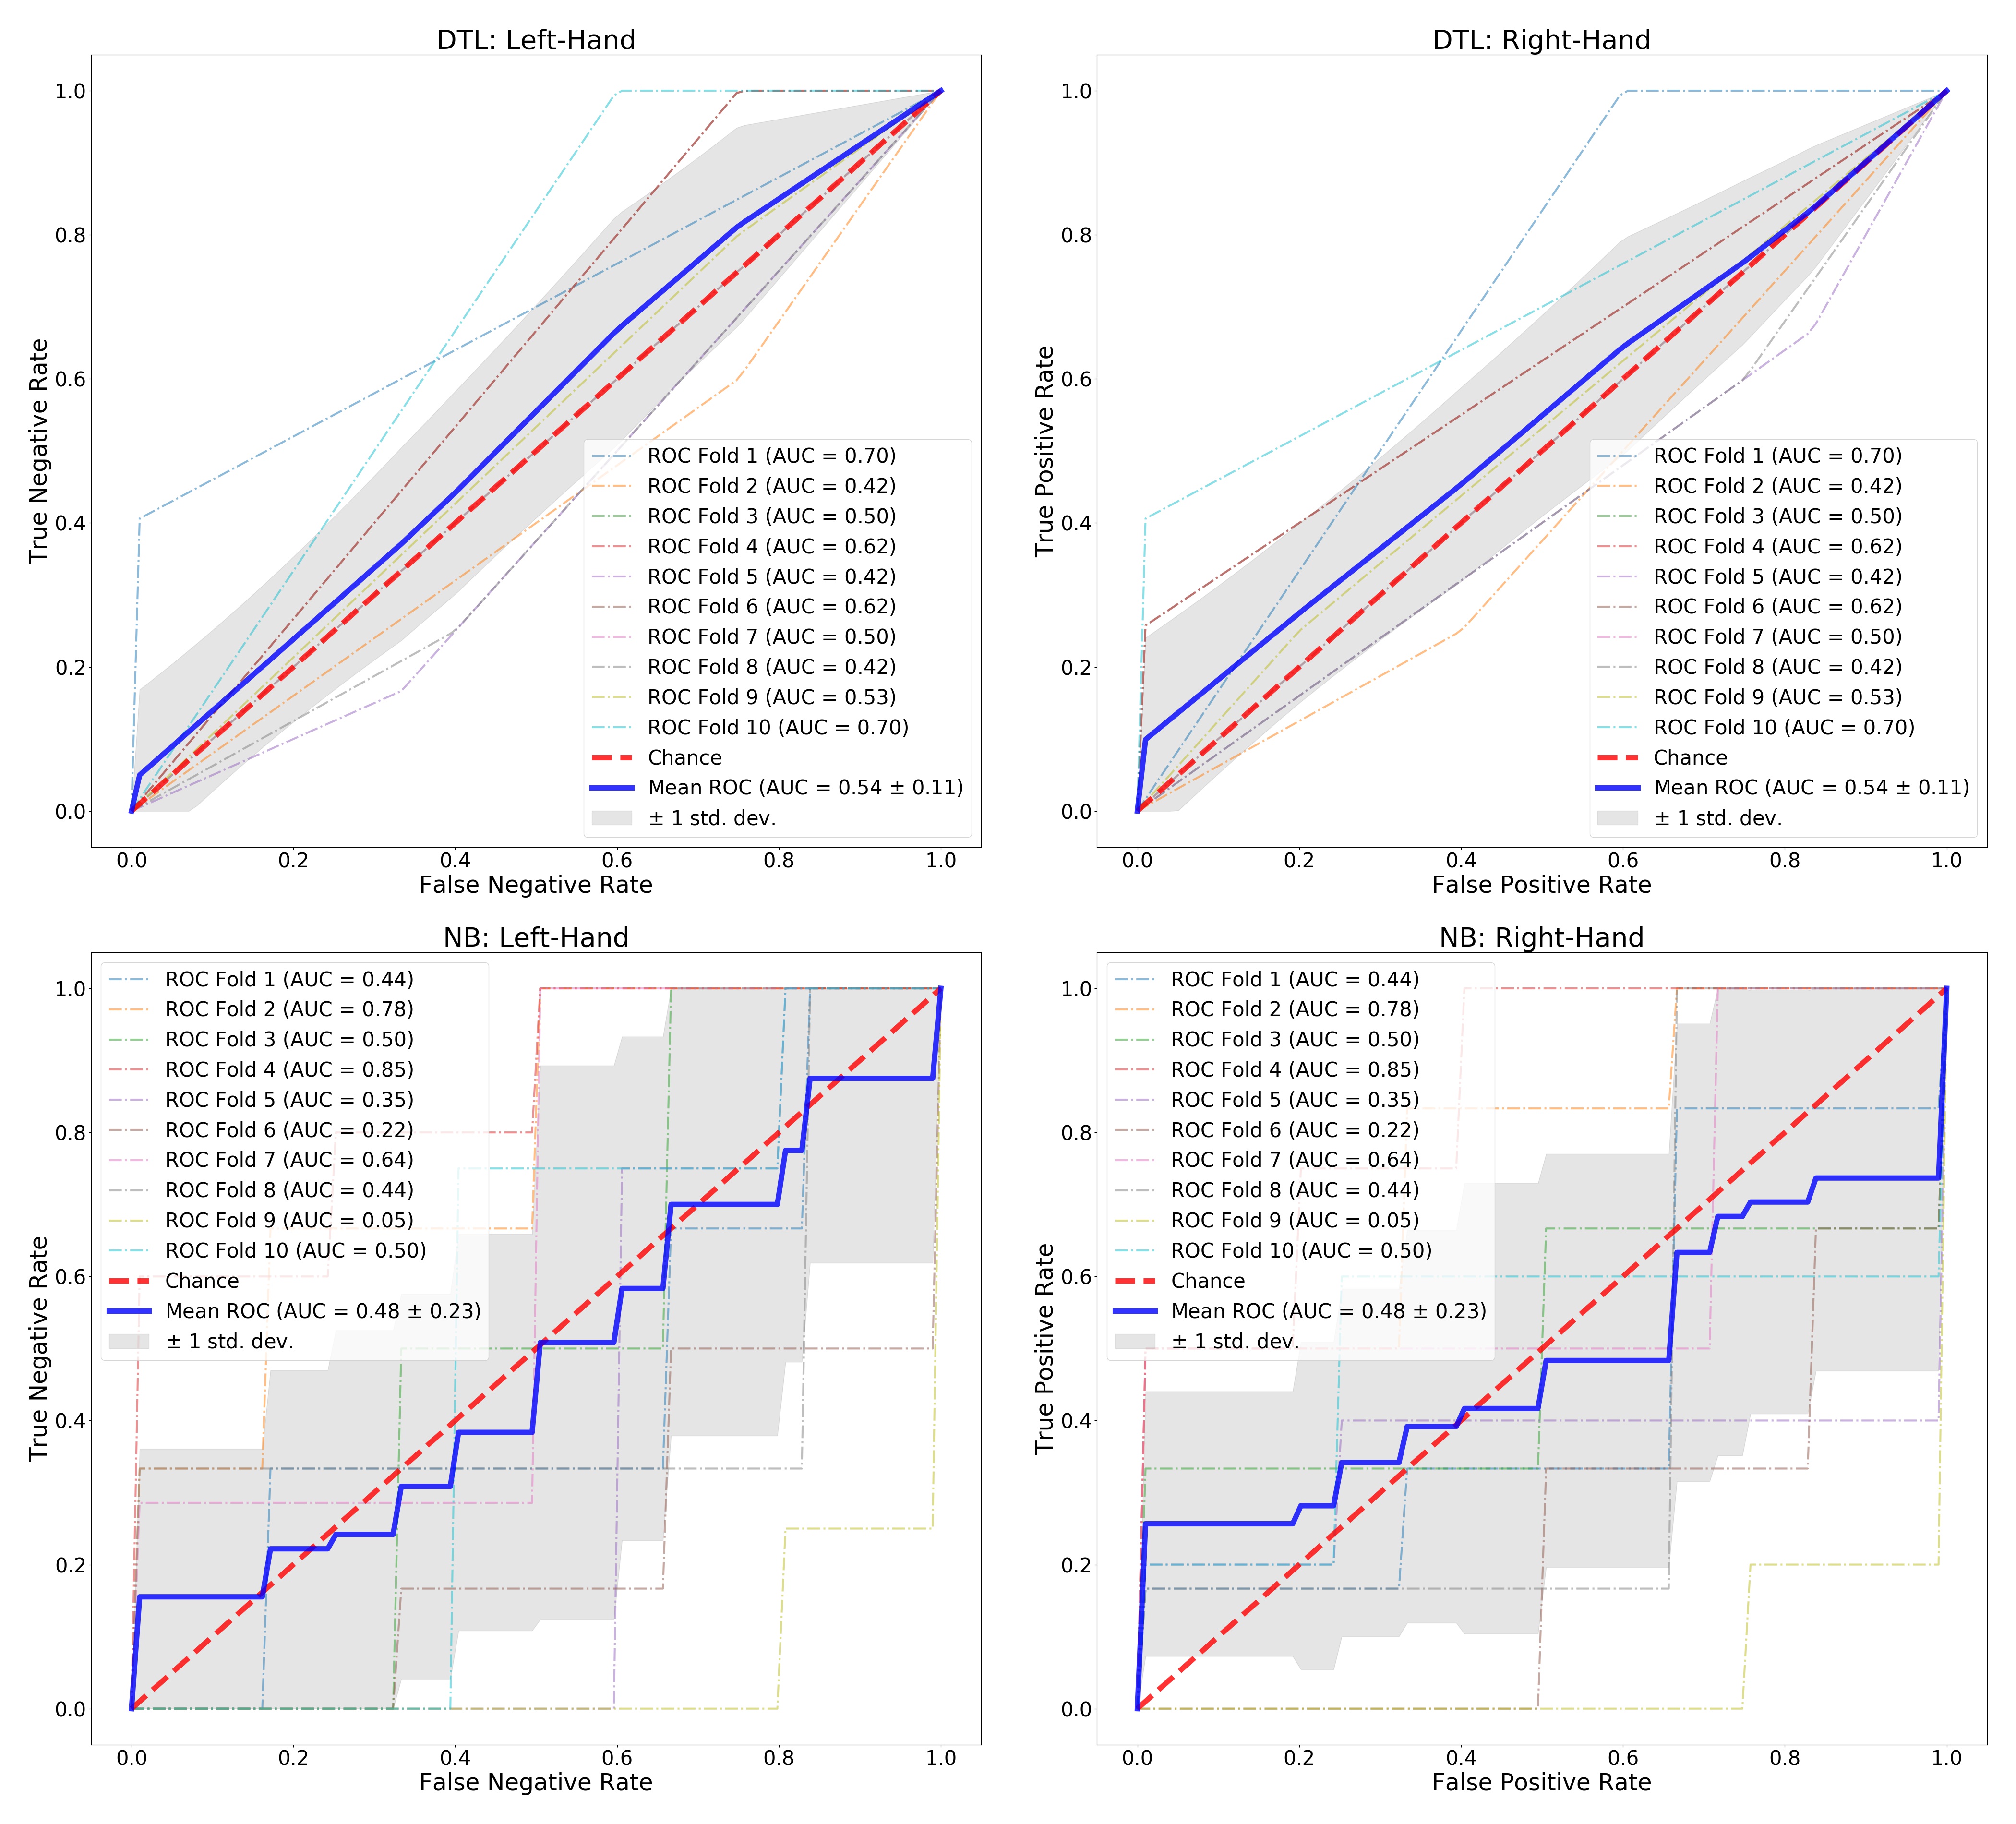 DTL: Left-Hand
True Negative Rate
1.0
0.8
0.6
0.4
0.2
0.0
ROC Fold 1 (AUC = 0.70)
ROC Fold 2 (AUC = 0.42)
ROC Fold 3 (AUC = 0.50)
ROC Fold 4 (AUC = 0.62)
ROC Fold 5 (AUC = 0.42)
ROC Fold 6 (AUC = 0.62)
ROC Fold 7 (AUC = 0.50)
ROC Fold 8 (AUC = 0.42)
ROC Fold 9 (AUC = 0.53)
ROC Fold 10 (AUC = 0.70)
Chance
Mean ROC (AUC = 0.54 ± 0.11)
± 1 std. dev.
0.0 0.2 0.4 0.6 0.8 1.0
False Negative Rate
DTL: Right-Hand
True Positive Rate
1.0
0.8
0.6
0.4
0.2
0.0
ROC Fold 1 (AUC = 0.70)
ROC Fold 2 (AUC = 0.42)
ROC Fold 3 (AUC = 0.50)
ROC Fold 4 (AUC = 0.62)
ROC Fold 5 (AUC = 0.42)
ROC Fold 6 (AUC = 0.62)
ROC Fold 7 (AUC = 0.50)
ROC Fold 8 (AUC = 0.42)
ROC Fold 9 (AUC = 0.53)
ROC Fold 10 (AUC = 0.70)
Chance
Mean ROC (AUC = 0.54 ± 0.11)
± 1 std. dev.
0.0 0.2 0.4 0.6 0.8 1.0
False Positive Rate
NB: Left-Hand
True Negative Rate
1.0
0.8
0.6
0.4
0.2
0.0
ROC Fold 1 (AUC = 0.44)
ROC Fold 2 (AUC = 0.78)
ROC Fold 3 (AUC = 0.50)
ROC Fold 4 (AUC = 0.85)
ROC Fold 5 (AUC = 0.35)
ROC Fold 6 (AUC = 0.22)
ROC Fold 7 (AUC = 0.64)
ROC Fold 8 (AUC = 0.44)
ROC Fold 9 (AUC = 0.05)
ROC Fold 10 (AUC = 0.50)
Chance
Mean ROC (AUC = 0.48 ± 0.23)
± 1 std. dev.
0.0 0.2 0.4 0.6 0.8 1.0
False Negative Rate
NB: Right-Hand
True Positive Rate
1.0
0.8
0.6
0.4
0.2
0.0
ROC Fold 1 (AUC = 0.44)
ROC Fold 2 (AUC = 0.78)
ROC Fold 3 (AUC = 0.50)
ROC Fold 4 (AUC = 0.85)
ROC Fold 5 (AUC = 0.35)
ROC Fold 6 (AUC = 0.22)
ROC Fold 7 (AUC = 0.64)
ROC Fold 8 (AUC = 0.44)
ROC Fold 9 (AUC = 0.05)
ROC Fold 10 (AUC = 0.50)
Chance
Mean ROC (AUC = 0.48 ± 0.23)
± 1 std. dev.
0.0 0.2 0.4 0.6 0.8 1.0
False Positive Rate